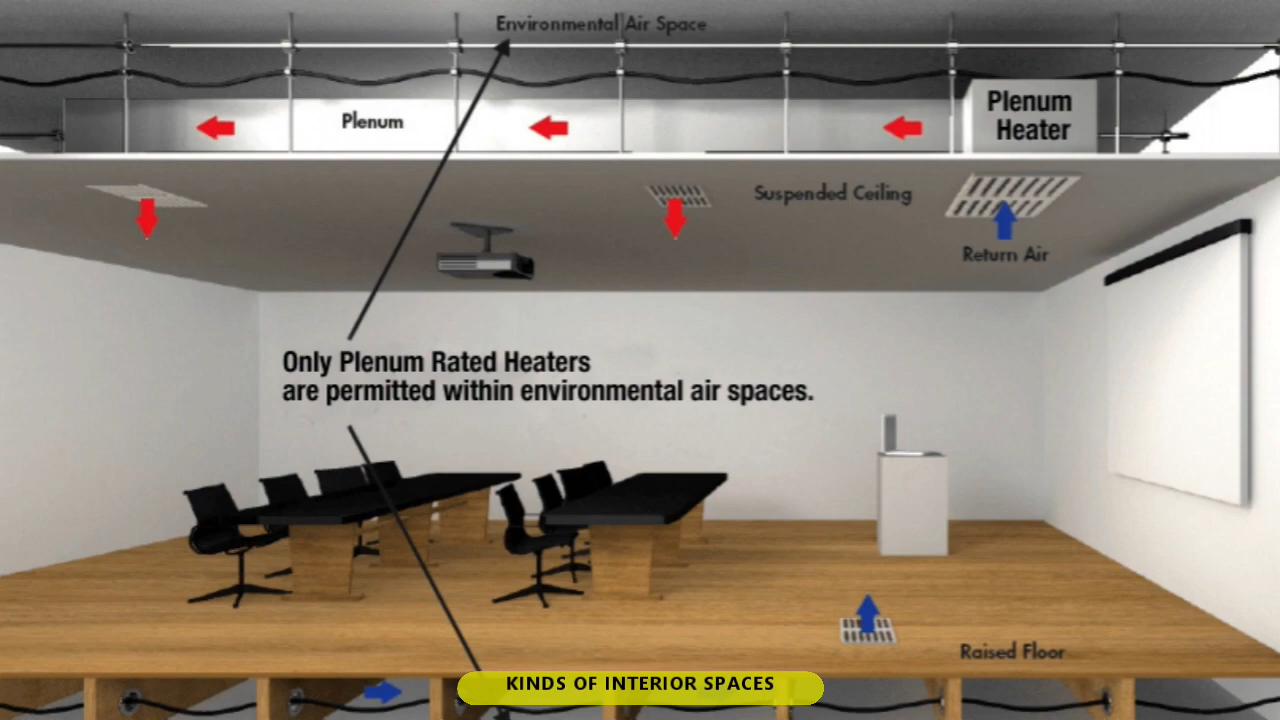 Environmental Air Space
Plenum
Plenum
Heater
Suspended Ceiling
Return Air
Only Plenum Rated Heaters
are permitted within environmental air spaces.
Raised Floor
KINDS OF INTERIOR SPACES